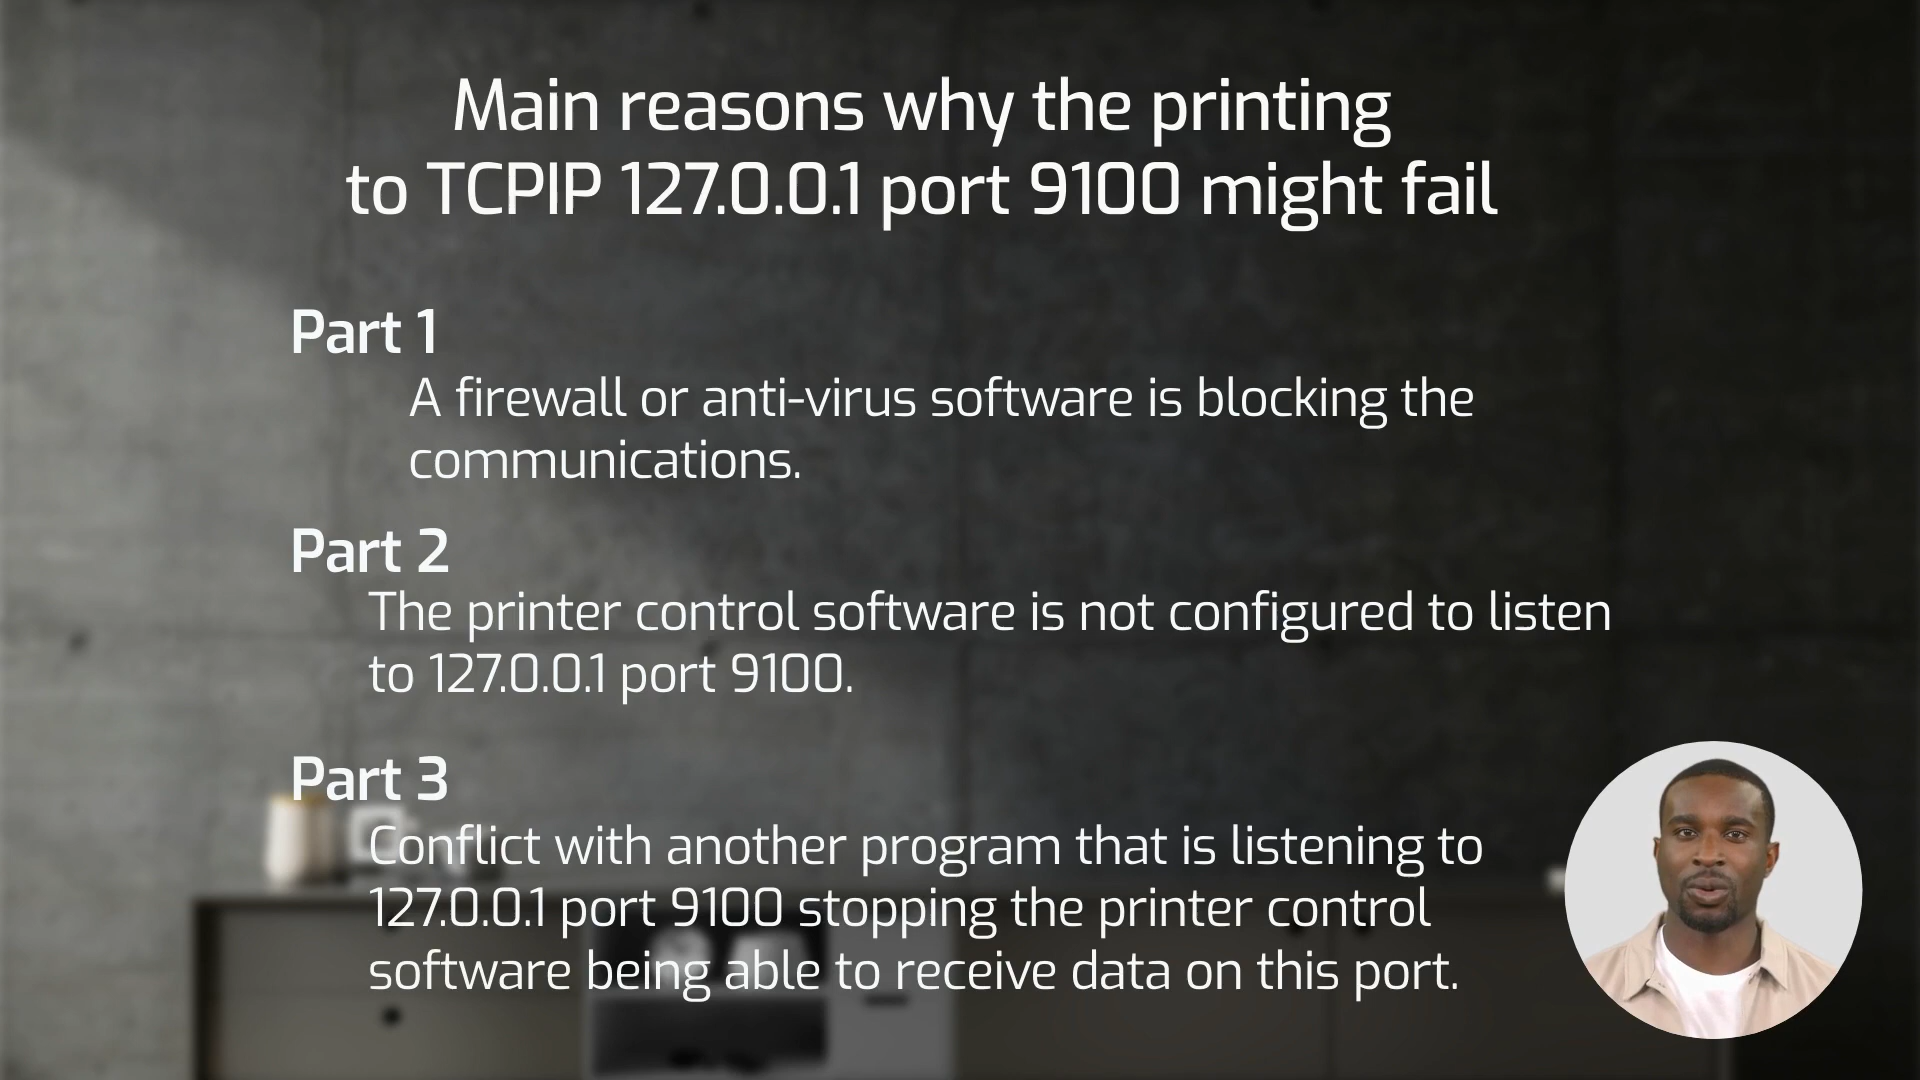 Main reasons why the printing
to TCPIP 127.0.0.1 port 9100 might fail
Part 1
A firewall or anti-virus software is blocking the
communications.
Part 2
The printer control software is not configured to listen
to 127.0.0.1 port 9100.
Part 3
Conflict with another program that is listening to
127.0.0.1 port 9100 stopping the printer control
software being able to receive data on this port.